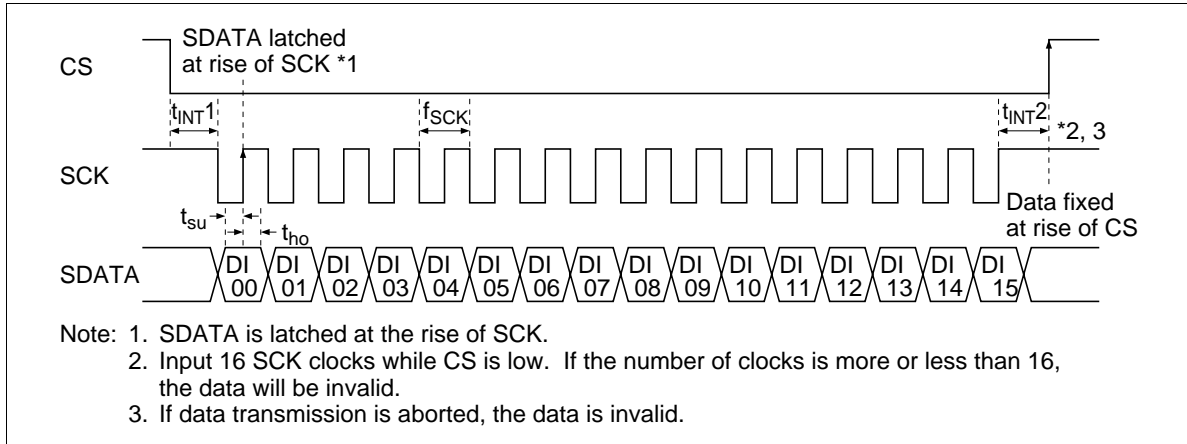 SDATA latched
at rise of SCK *1
CS
tINT1
fSCK
tINT2
*2, 3
SCK
Data fixed
at rise of CS
tsu
tho
SDATA
DI 00
DI 01
DI 02
DI 03
DI 04
DI 05
DI 06
DI 07
DI 08
DI 09
DI 10
DI 11
DI 12
DI 13
DI 14
DI 15
Note: 1. SDATA is latched at the rise of SCK.
2. Input 16 SCK clocks while CS is low. If the number of clocks is more or less than 16,
the data will be invalid.
3. If data transmission is aborted, the data is invalid.